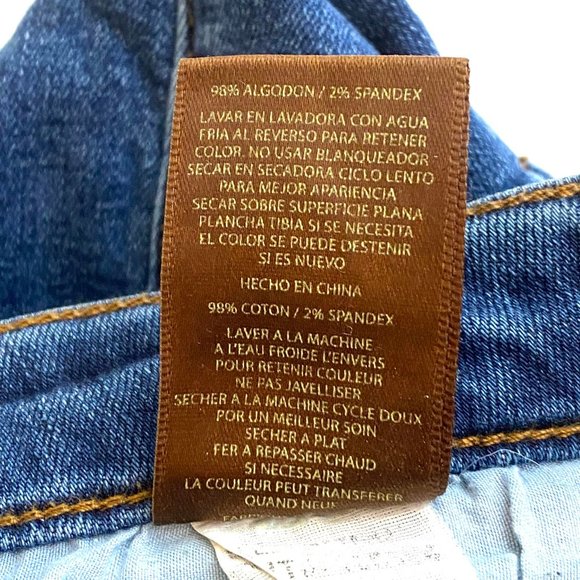 98% ALGODON / 2% SPANDEX
LAVAR EN LAVADORA CON AGUA
FRIA AL REVERSO PARA RETENER
COLOR. NO USAR BLANQUEADOR
SECAR EN SECADORA CICLO LENTO
PARA MEJOR APARIENCIA
SECAR SOBRE SUPERFICIE PLANA
PLANCHA TIBIA SI SE NECESITA
EL COLOR SE PUEDE DESTENIR
SI ES NUEVO
HECHO EN CHINA
98% COTON / 2% SPANDEX
LAVER A LA MACHINE
A L'EAU FROIDE L'ENVERS
POUR RETENIR COULEUR
NE PAS JAVELLISER
SECHER A LA MACHINE CYCLE DOUX
POR UN MEILLEUR SOIN
SECHER A PLAT
FER A REPASSER CHAUD
SI NECESSAIRE
LA COULEUR PEUT TRANSFERER
QUAND NEUF